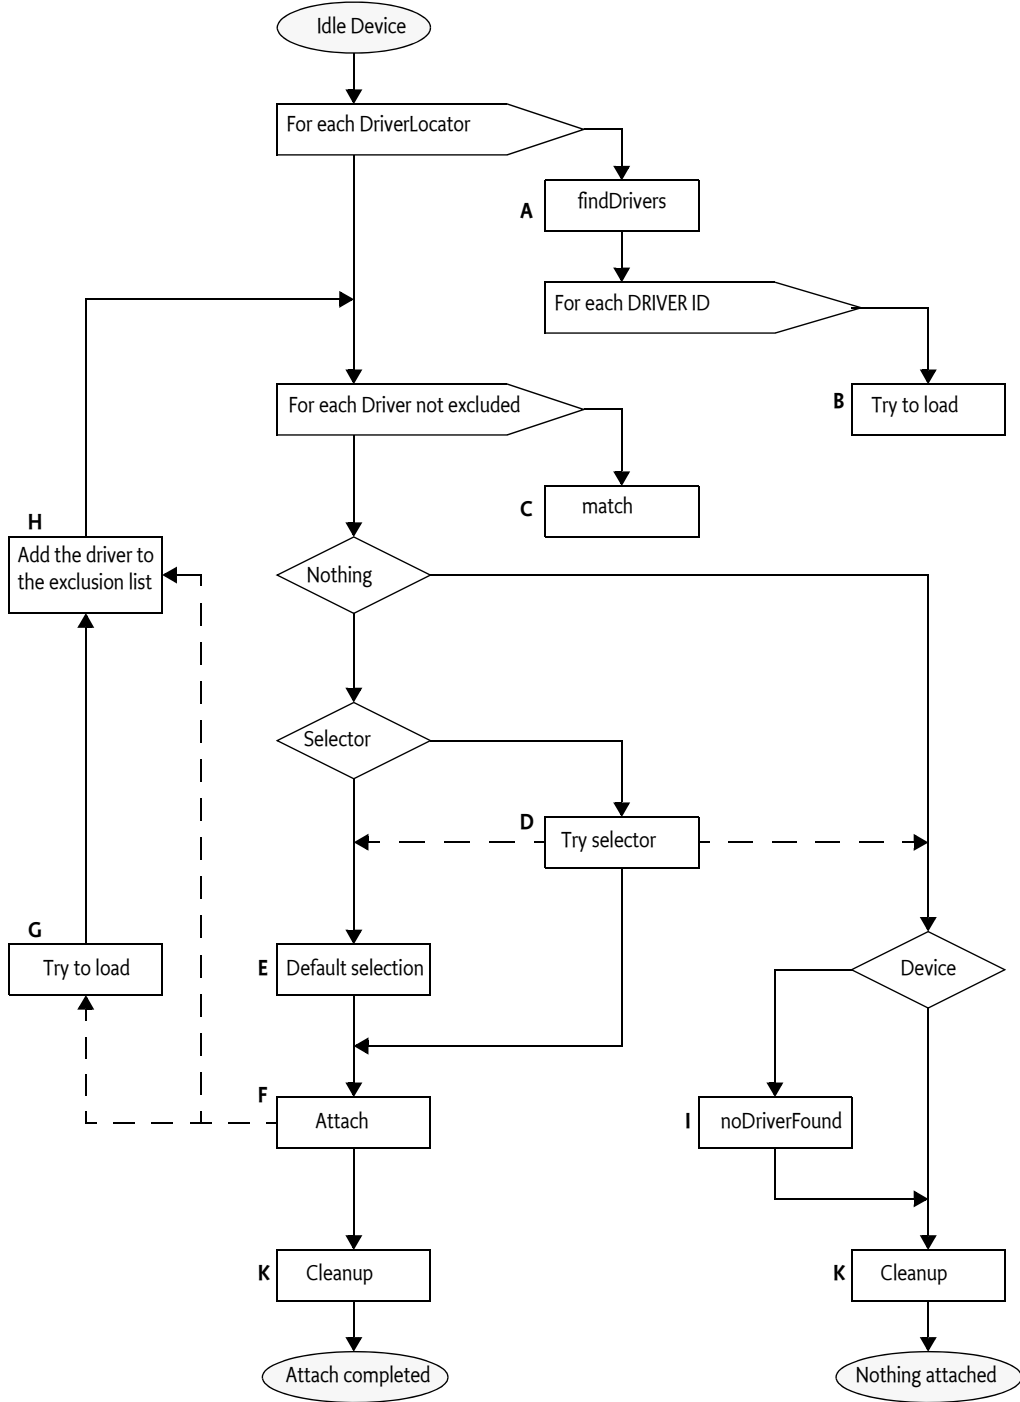 Idle Device
For each DriverLocator
A
findDrivers
For each DRIVER ID
For each Driver not excluded
B
Try to load
C
match
H
Add the driver to
the exclusion list
Nothing
Selector
D
Try selector
G
Try to load
E
Default selection
Device
F
Attach
I
noDriverFound
K
Cleanup
K
Cleanup
Attach completed
Nothing attached